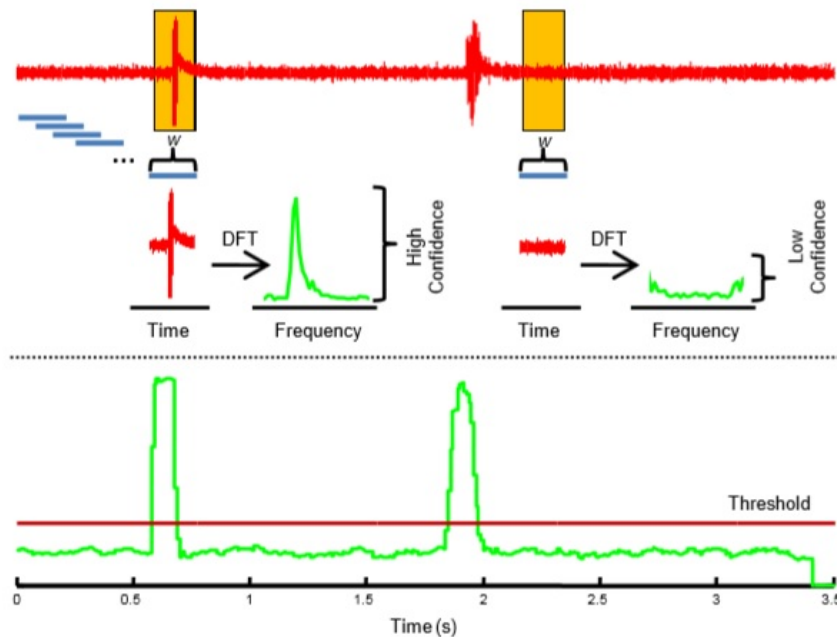 ...
W
W
DFT
High
Confidence
DFT
Low
Confidence
Time
Frequency
Time
Frequency
Threshold
0
0.5
1
1.5
2
2.5
3
3.5
Time (s)